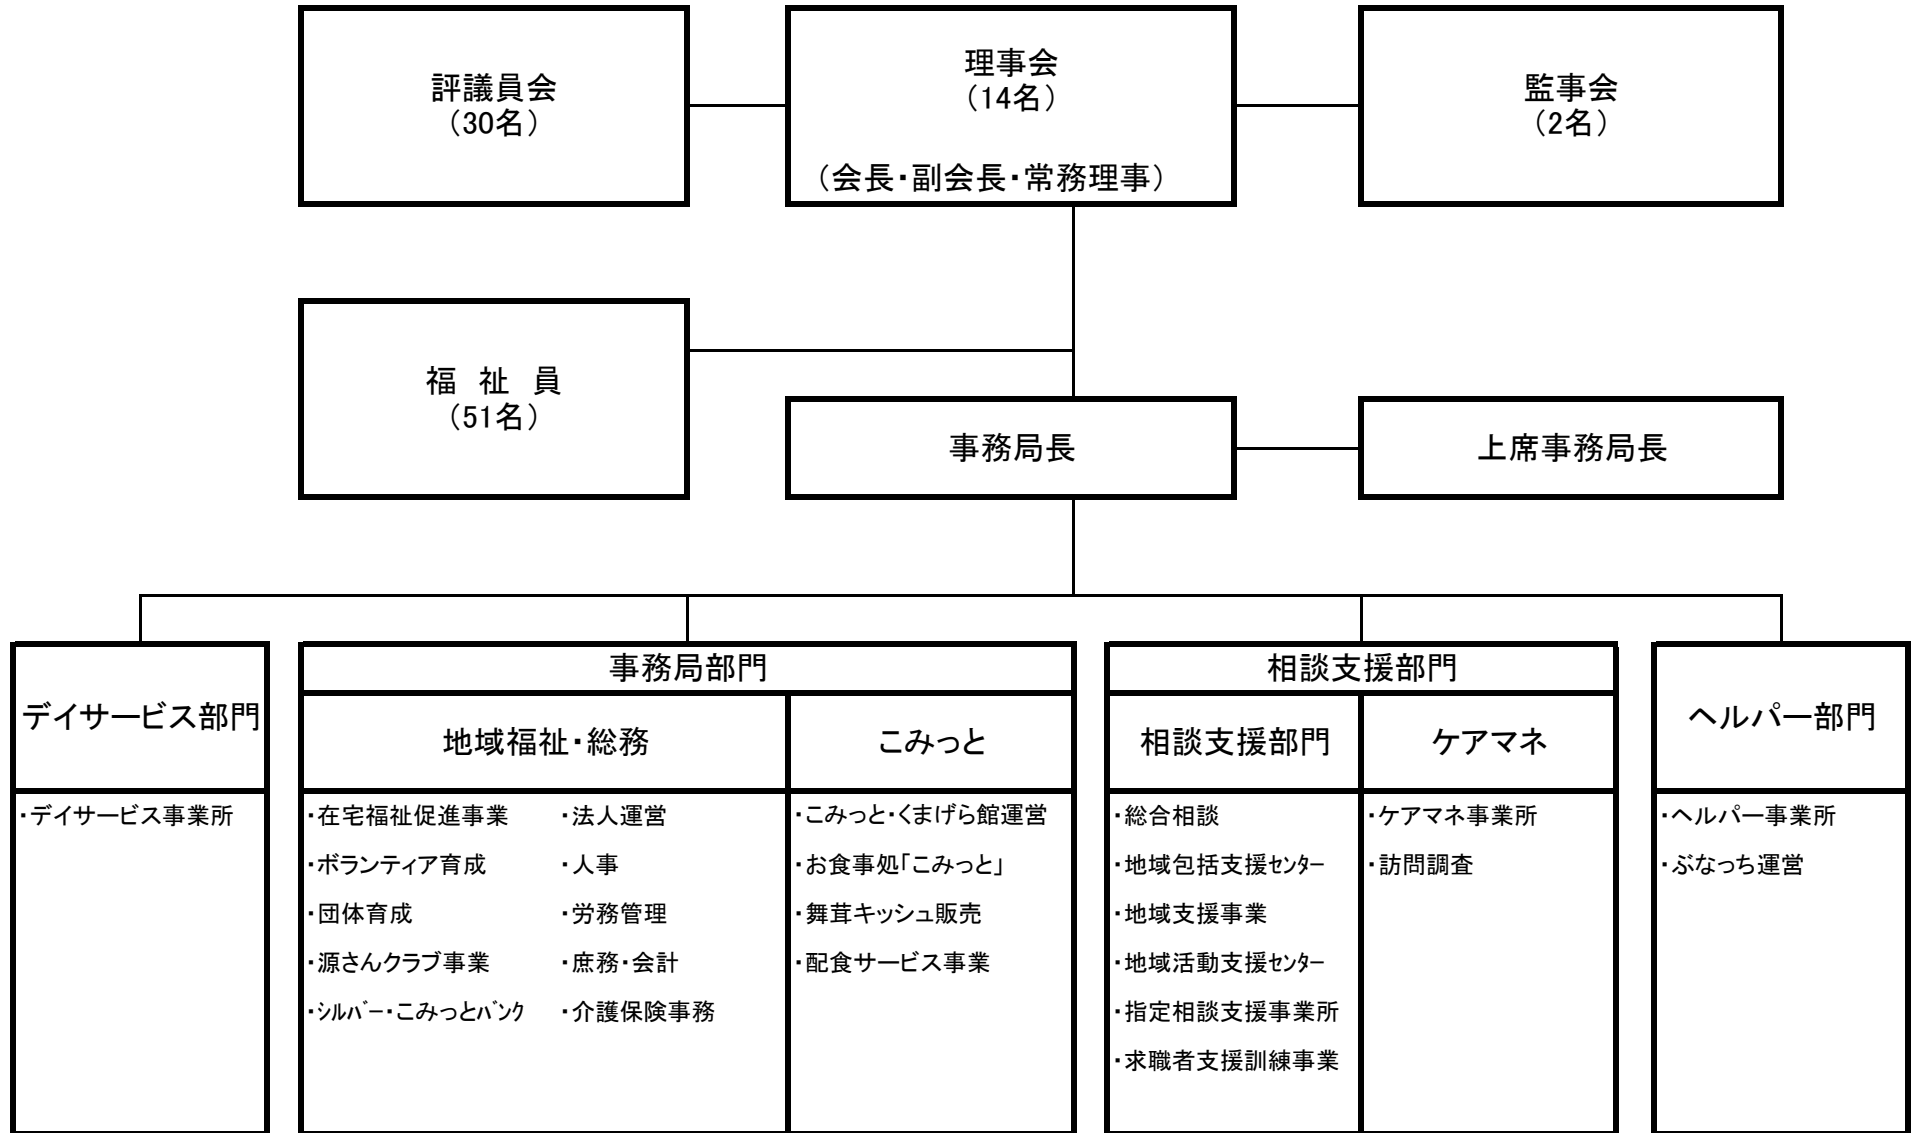 評議員会
（30名）
理事会
（14名）
（会長・副会長・常務理事）
監事会
（2名）
福　祉　員
（51名）
事務局長
上席事務局長
デイサービス部門
・デイサービス事業所
事務局部門
地域福祉・総務
・在宅福祉促進事業
・ボランティア育成
・団体育成
・源さんクラブ事業
・ｼﾙﾊﾞｰ・こみっとﾊﾞﾝｸ
・法人運営
・人事
・労務管理
・庶務・会計
・介護保険事務
こみっと
・こみっと・くまげら館運営
・お食事処「こみっと」
・舞茸キッシュ販売
・配食サービス事業
相談支援部門
相談支援部門
・総合相談
・地域包括支援ｾﾝﾀｰ
・地域支援事業
・地域活動支援ｾﾝﾀｰ
・指定相談支援事業所
・求職者支援訓練事業
ケアマネ
・ケアマネ事業所
・訪問調査
ヘルパー部門
・ヘルパー事業所
・ぶなっち運営